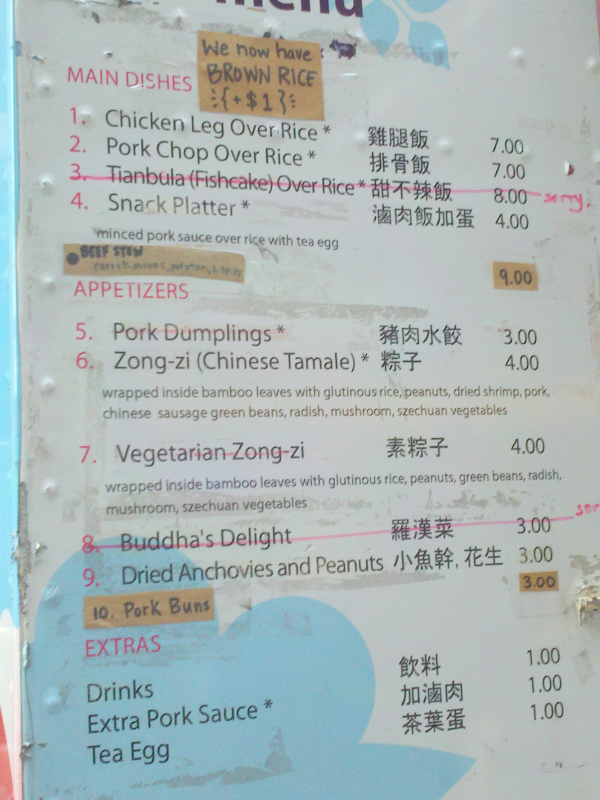 menu
We now have
BROWN RICE
{+$1}
MAIN DISHES
1. Chicken Leg Over Rice * 雞腿飯 7.00
2. Pork Chop Over Rice * 排骨飯 7.00
3. Tianbula (Fishcake) Over Rice * 甜不辣飯 8.00 sorry!
4. Snack Platter * 滷肉飯加蛋 4.00
minced pork sauce over rice with tea egg
BEEF STEW 9.00
APPETIZERS
5. Pork Dumplings * 豬肉水餃 3.00
6. Zong-zi (Chinese Tamale) * 粽子 4.00
wrapped inside bamboo leaves with glutinous rice, peanuts, dried shrimp, pork,
chinese sausage green beans, radish, mushroom, szechuan vegetables
7. Vegetarian Zong-zi 素粽子 4.00
wrapped inside bamboo leaves with glutinous rice, peanuts, green beans, radish,
mushroom, szechuan vegetables
8. Buddha's Delight 羅漢菜 3.00
9. Dried Anchovies and Peanuts 小魚幹, 花生 3.00
10. Pork Buns 3.00
EXTRAS
Drinks 飲料 1.00
Extra Pork Sauce * 加滷肉 1.00
Tea Egg 茶葉蛋 1.00